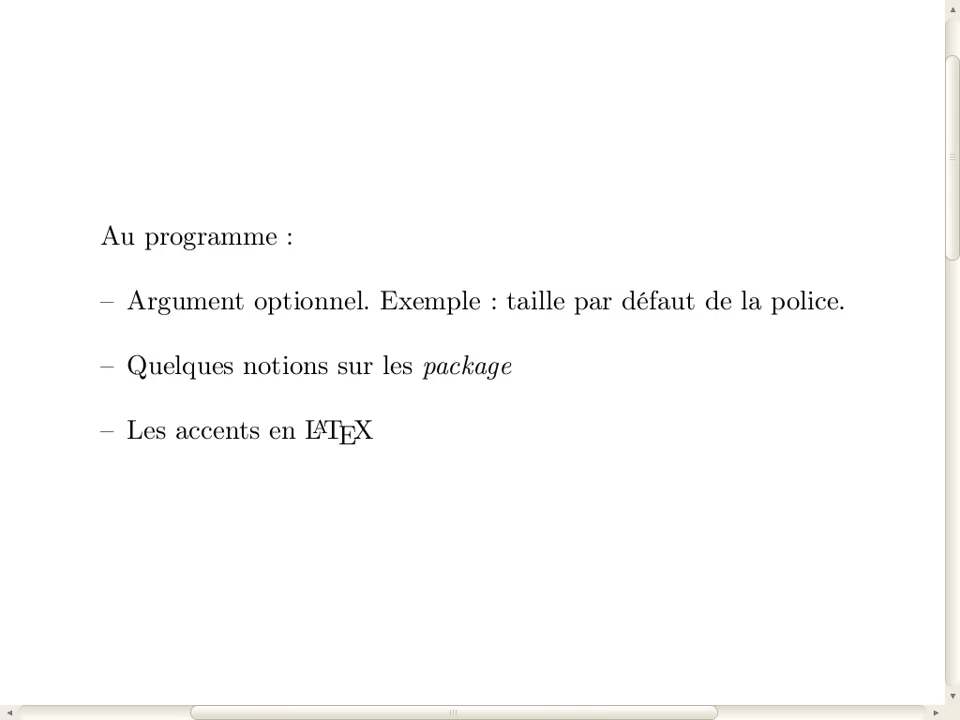 Au programme :
– Argument optionnel. Exemple : taille par défaut de la police.
– Quelques notions sur les package
– Les accents en LATEX